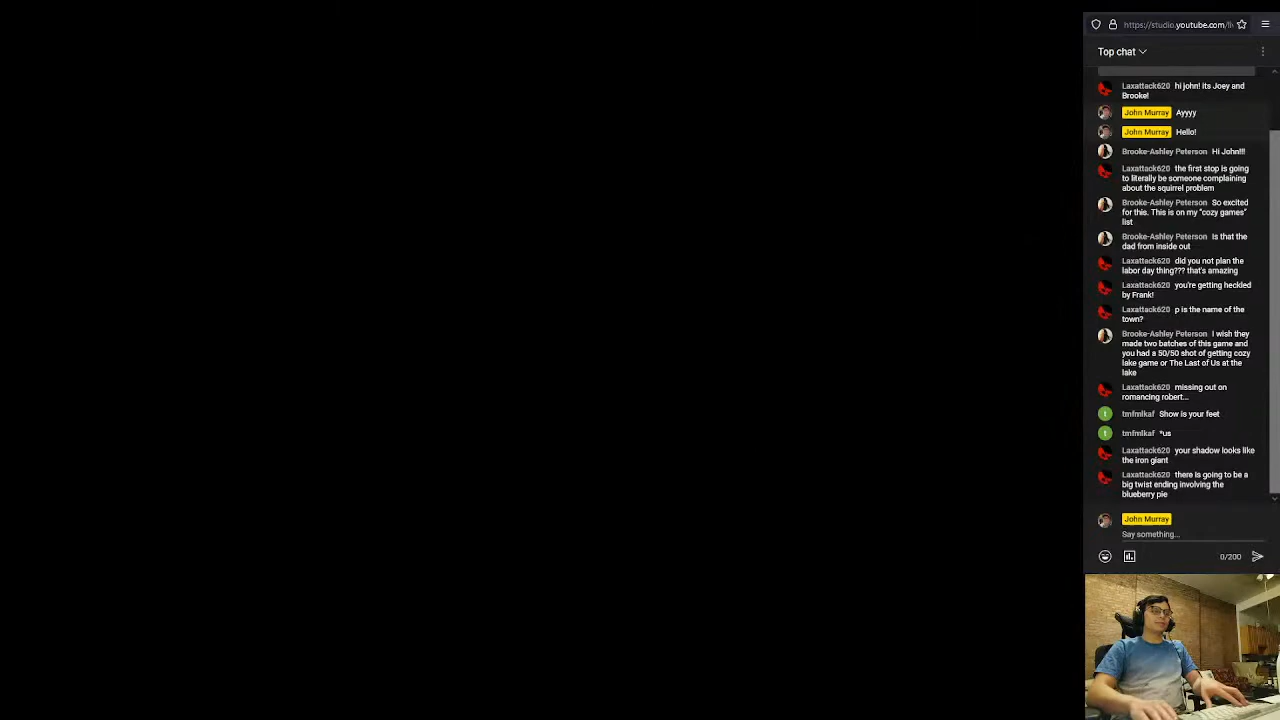 https://studio.youtube.com/li
Top chat
Laxattack620 hi john! its Joey and
Brooke!
John Murray Ayyyy
John Murray Hello!
Brooke-Ashley Peterson Hi John!!!
Laxattack620 the first stop is going
to literally be someone complaining
about the squirrel problem
Brooke-Ashley Peterson So excited
for this. This is on my "cozy games"
list
Brooke-Ashley Peterson Is that the
dad from inside out
Laxattack620 did you not plan the
labor day thing??? that's amazing
Laxattack620 you're getting heckled
by Frank!
Laxattack620 p is the name of the
town?
Brooke-Ashley Peterson I wish they
made two batches of this game and
you had a 50/50 shot of getting cozy
lake game or The Last of Us at the
lake
Laxattack620 missing out on
romancing robert...
t tmfmlkaf Show is your feet
t tmfmlkaf *us
Laxattack620 your shadow looks like
the iron giant
Laxattack620 there is going to be a
big twist ending involving the
blueberry pie
John Murray
Say something...
0/200